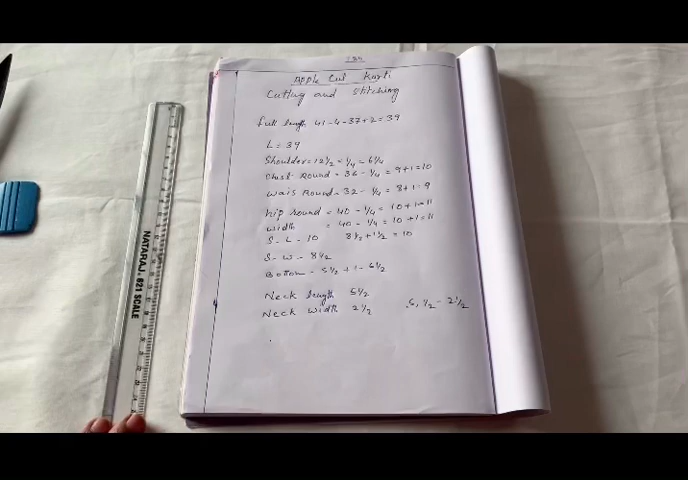 Apple Cut Kurti
Cutting and Stitching
full length 41-4-37+2=39
L = 39
Shoulder=12½=¼=6¼
Chest Round = 36-¼ = 9+1=10
Wais Round= 32-¼= 8+1-9
hip round = 40-¼= 10+1=11
width = 40-¼= 10+1=11
S-L-10 8½+1½ = 10
S-W-8½
Bottom - 5½+1-6½
Neck length 5½
Neck width 2½ .5, ½-2½
NATARAJ 621 SCALE